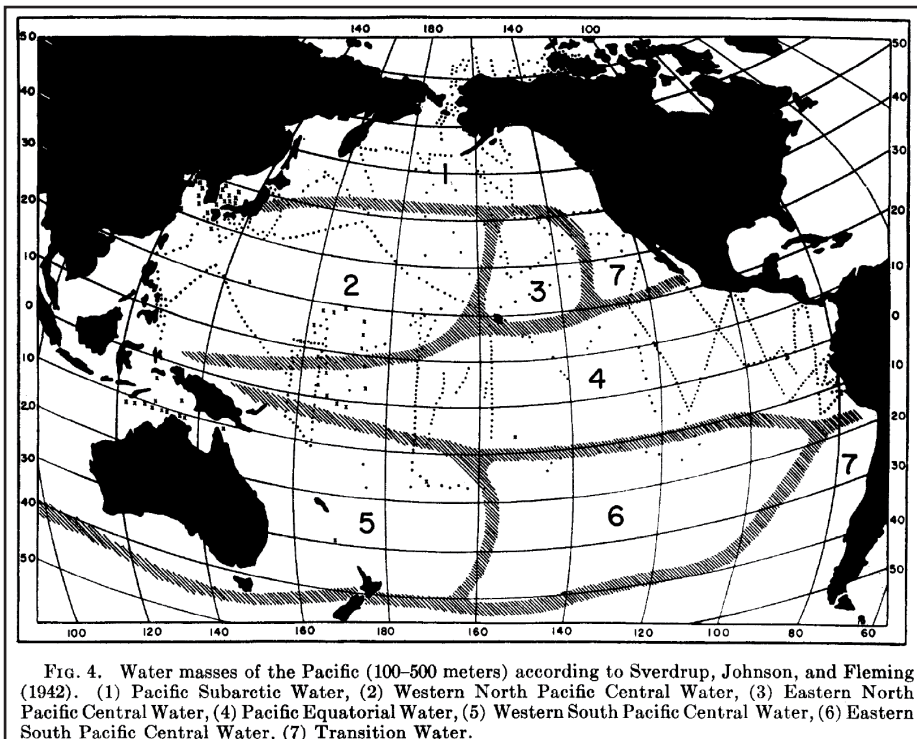 140 180 140 100
50 50
40 40
30 30
20 20
10 10
0 0
10 10
20 20
30 30
40 40
50 50
1
2 3 7
4
5 6 7
100 120 140 160 180 160 140 120 100 80 60
FIG. 4. Water masses of the Pacific (100–500 meters) according to Sverdrup, Johnson, and Fleming
(1942). (1) Pacific Subarctic Water, (2) Western North Pacific Central Water, (3) Eastern North
Pacific Central Water, (4) Pacific Equatorial Water, (5) Western South Pacific Central Water, (6) Eastern
South Pacific Central Water, (7) Transition Water.